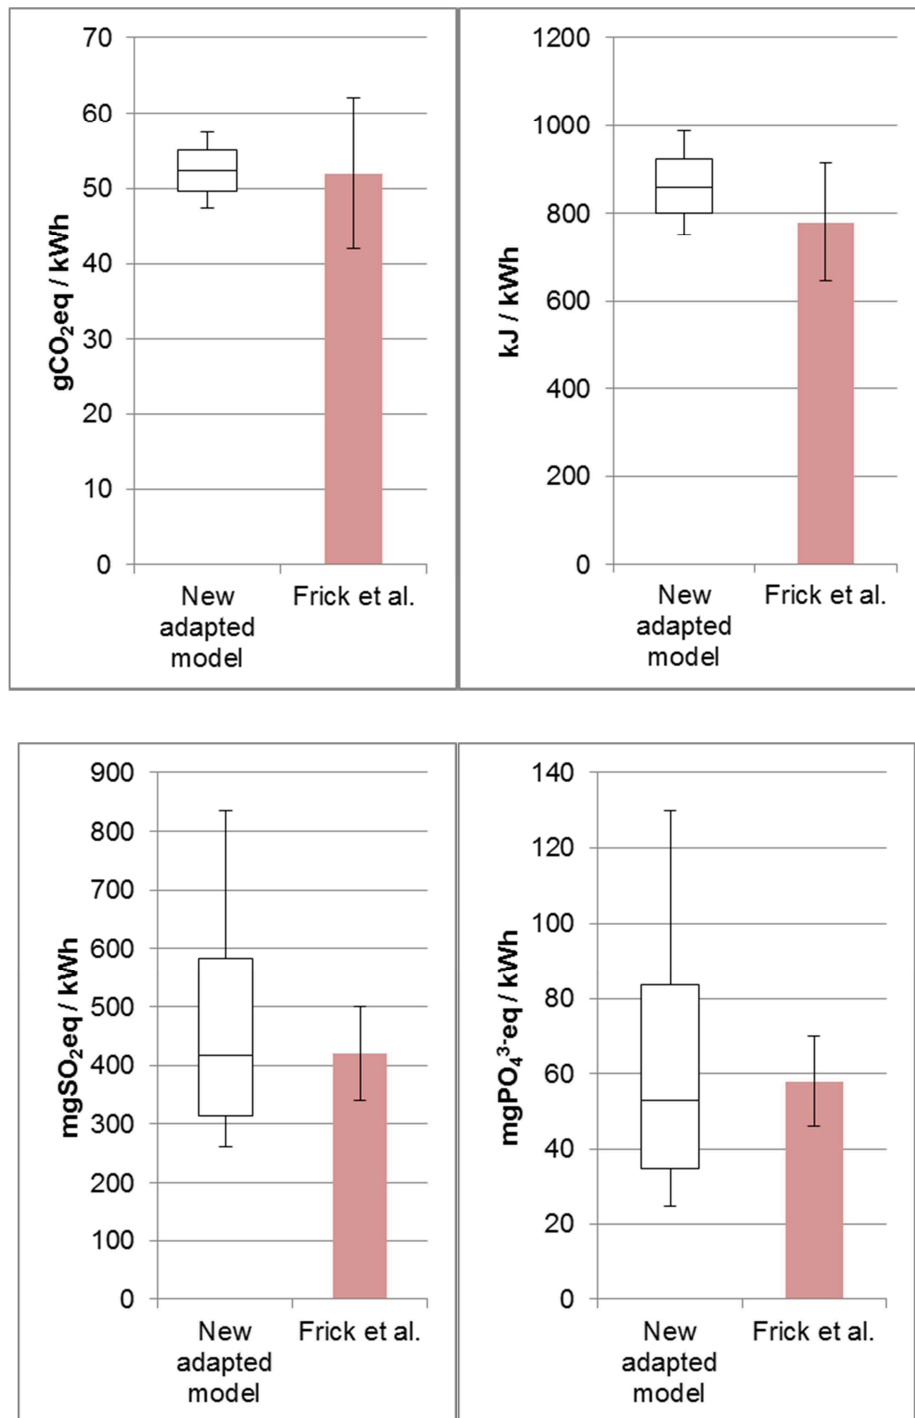 gCO₂eq / kWh
70
60
50
40
30
20
10
0
New
adapted
model
Frick et al.
kJ / kWh
1200
1000
800
600
400
200
0
New
adapted
model
Frick et al.
mgSO₂eq / kWh
900
800
700
600
500
400
300
200
100
0
New
adapted
model
Frick et al.
mgPO₄³⁻eq / kWh
140
120
100
80
60
40
20
0
New
adapted
model
Frick et al.